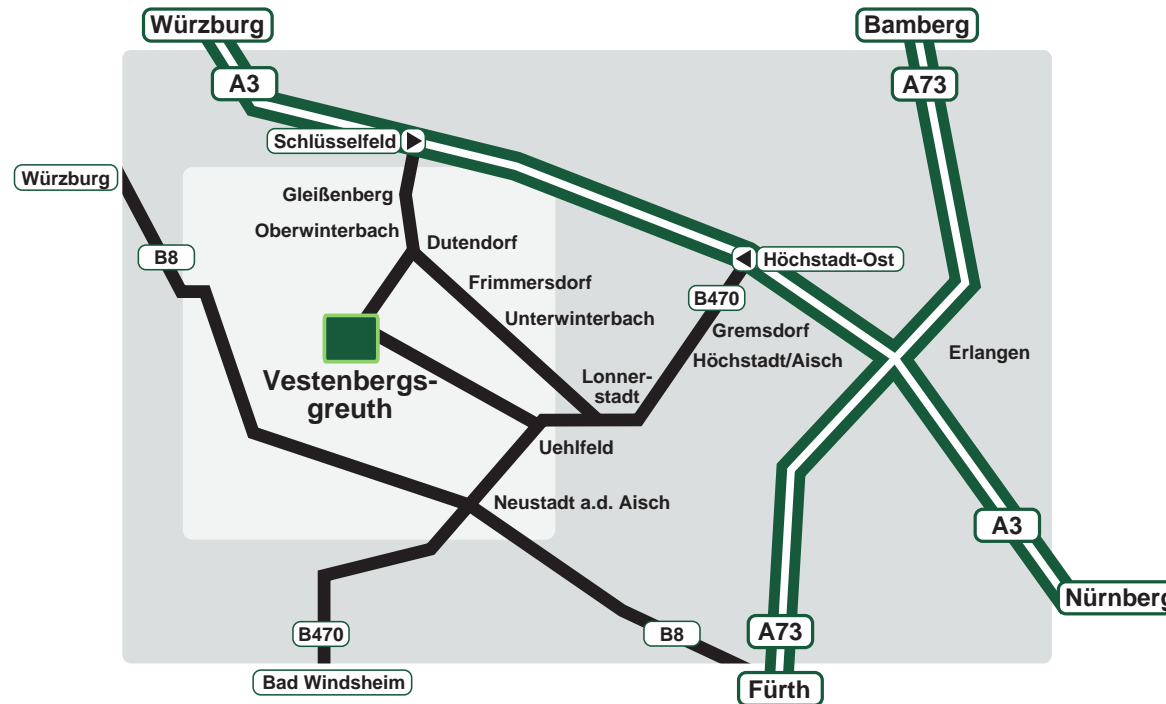 Würzburg
Bamberg
A3
A73
Schlüsselfeld
Würzburg
Gleißenberg
Oberwinterbach
Dutendorf
B8
Höchstadt-Ost
Frimmersdorf
B470
Unterwinterbach
Gremsdorf
Höchstadt/Aisch
Erlangen
Vestenbergs-
greuth
Lonner-
stadt
Uehlfeld
Neustadt a.d. Aisch
A3
Nürnberg
B470
B8
A73
Bad Windsheim
Fürth